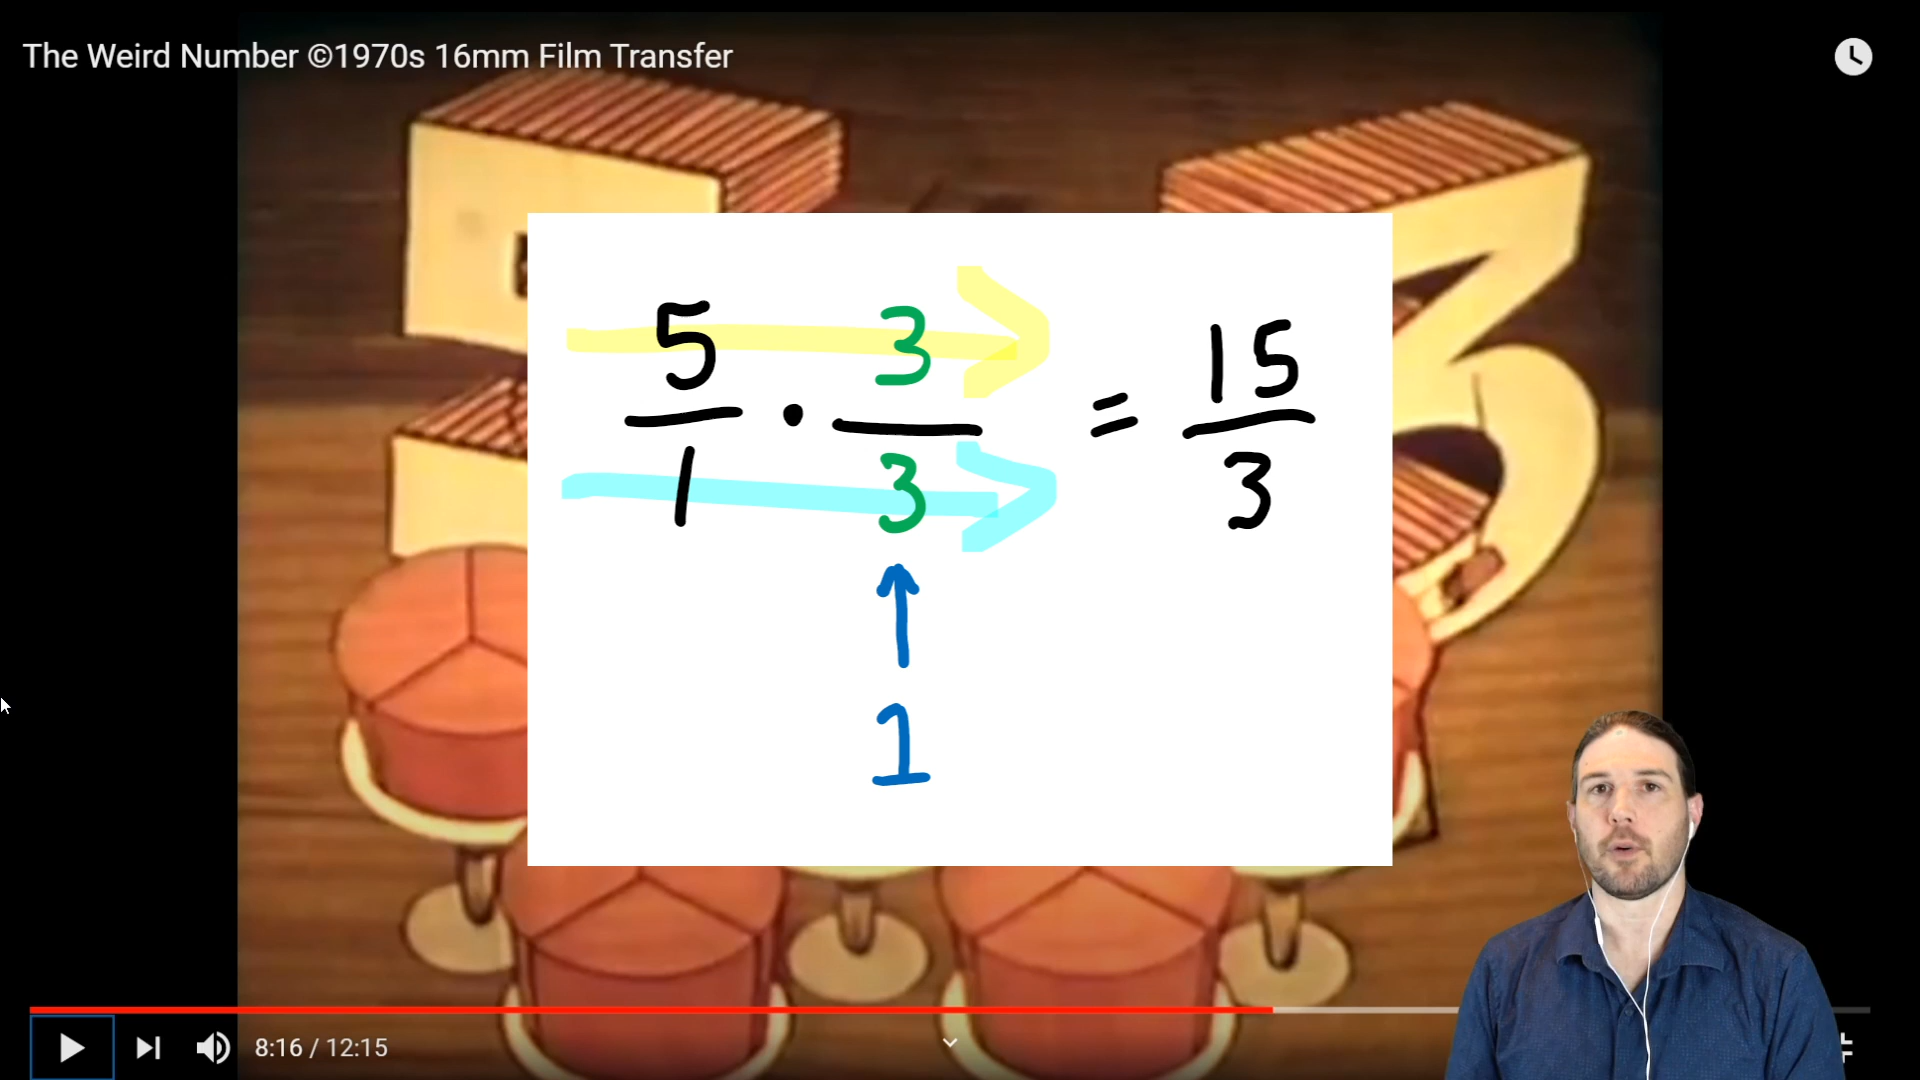 The Weird Number ©1970s 16mm Film Transfer
5/1 · 3/3 = 15/3
1
8:16 / 12:15